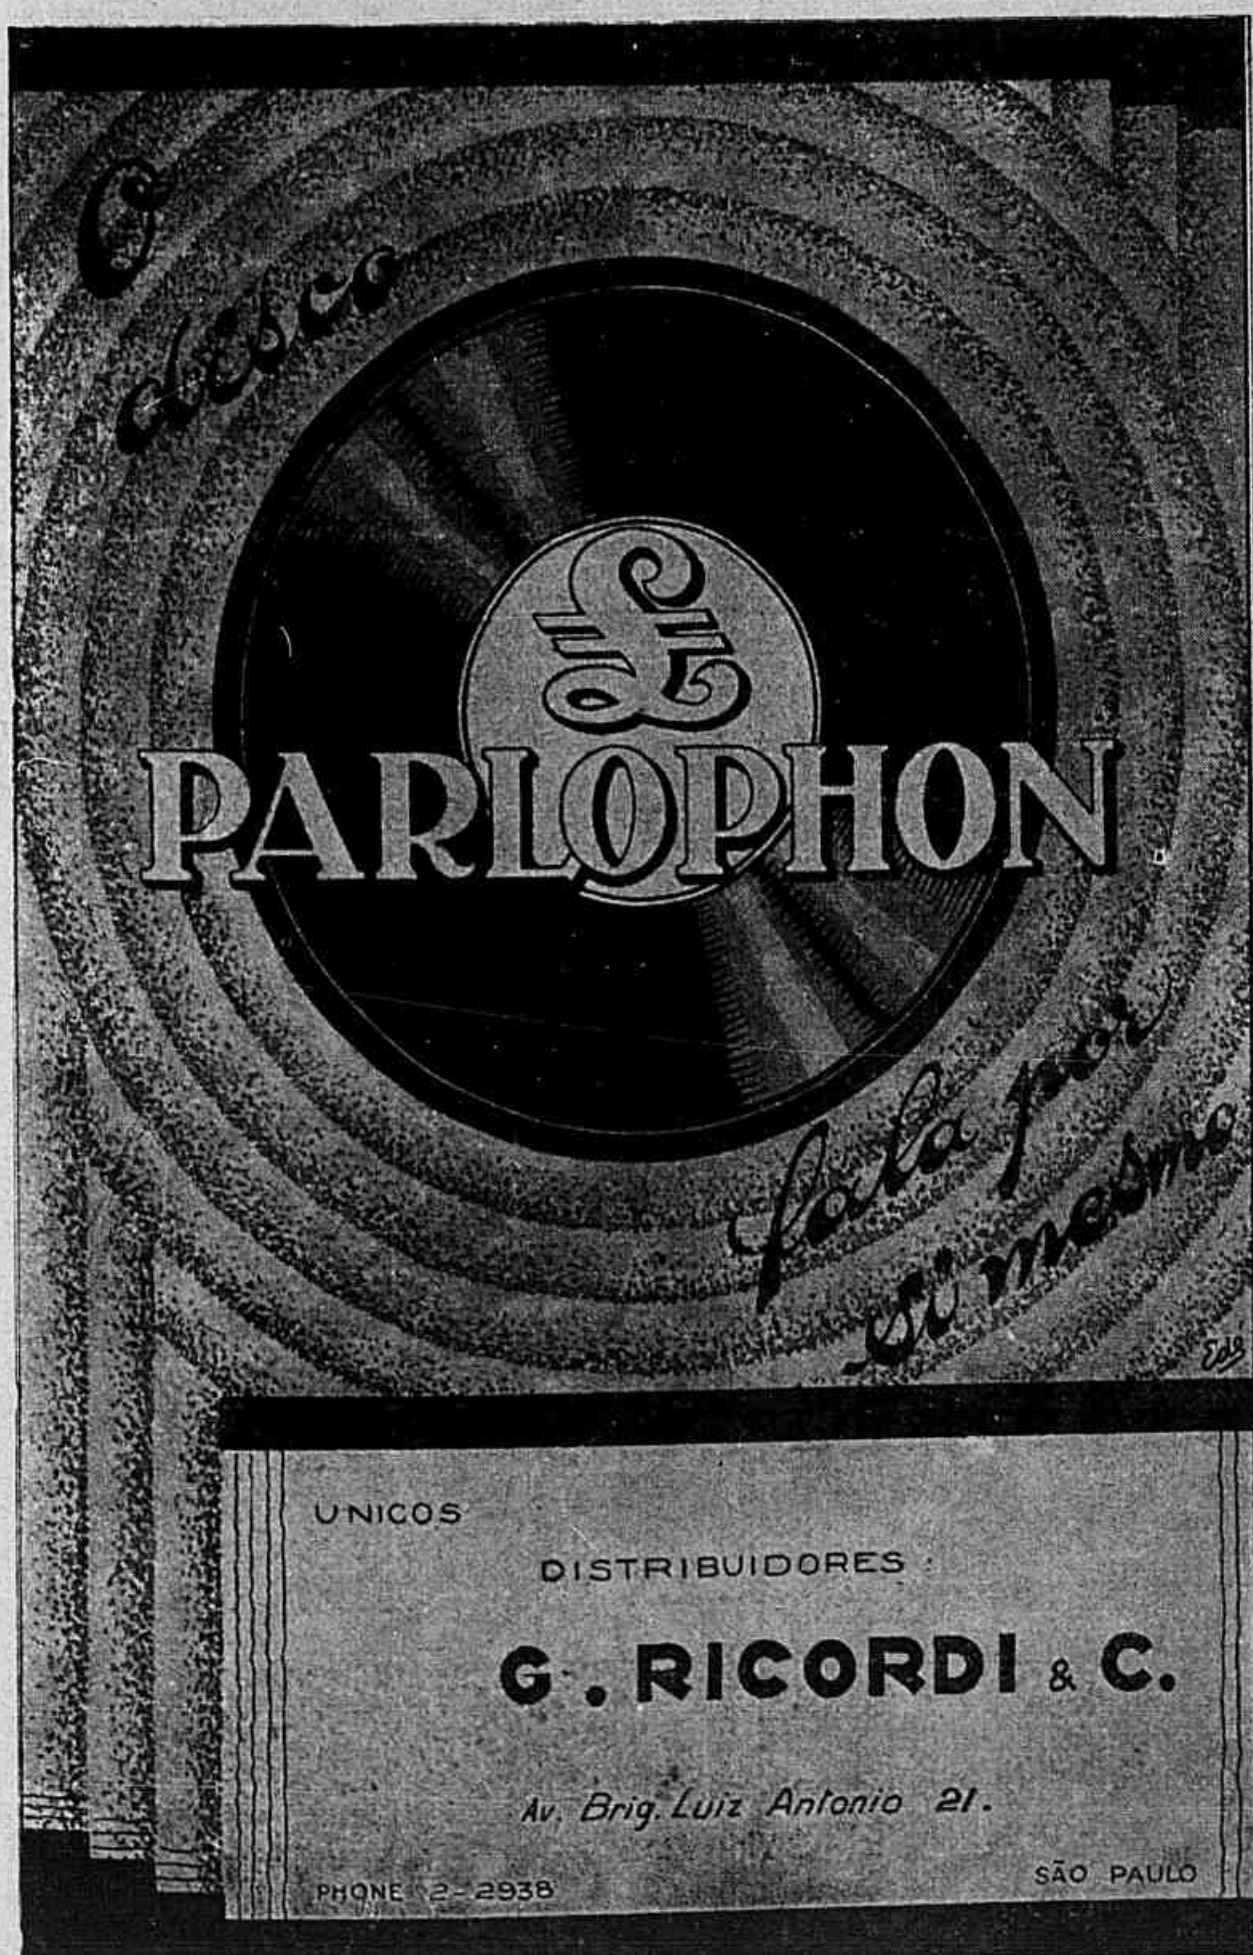 O
disco
₤
PARLOPHON
fala por
si mesmo
UNICOS
DISTRIBUIDORES :
G. RICORDI & C.
Av. Brig. Luiz Antonio 21.
PHONE 2-2938
SÃO PAULO